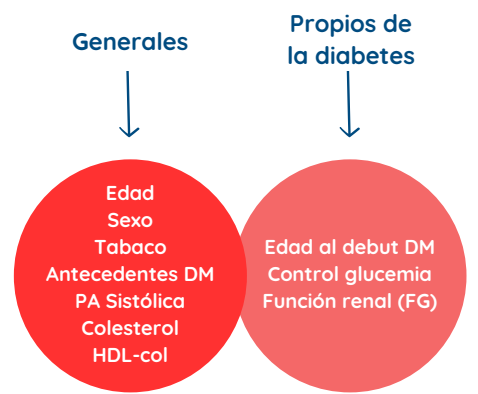 Generales
Propios de
la diabetes
Edad
Sexo
Tabaco
Antecedentes DM
PA Sistólica
Colesterol
HDL-col
Edad al debut DM
Control glucemia
Función renal (FG)